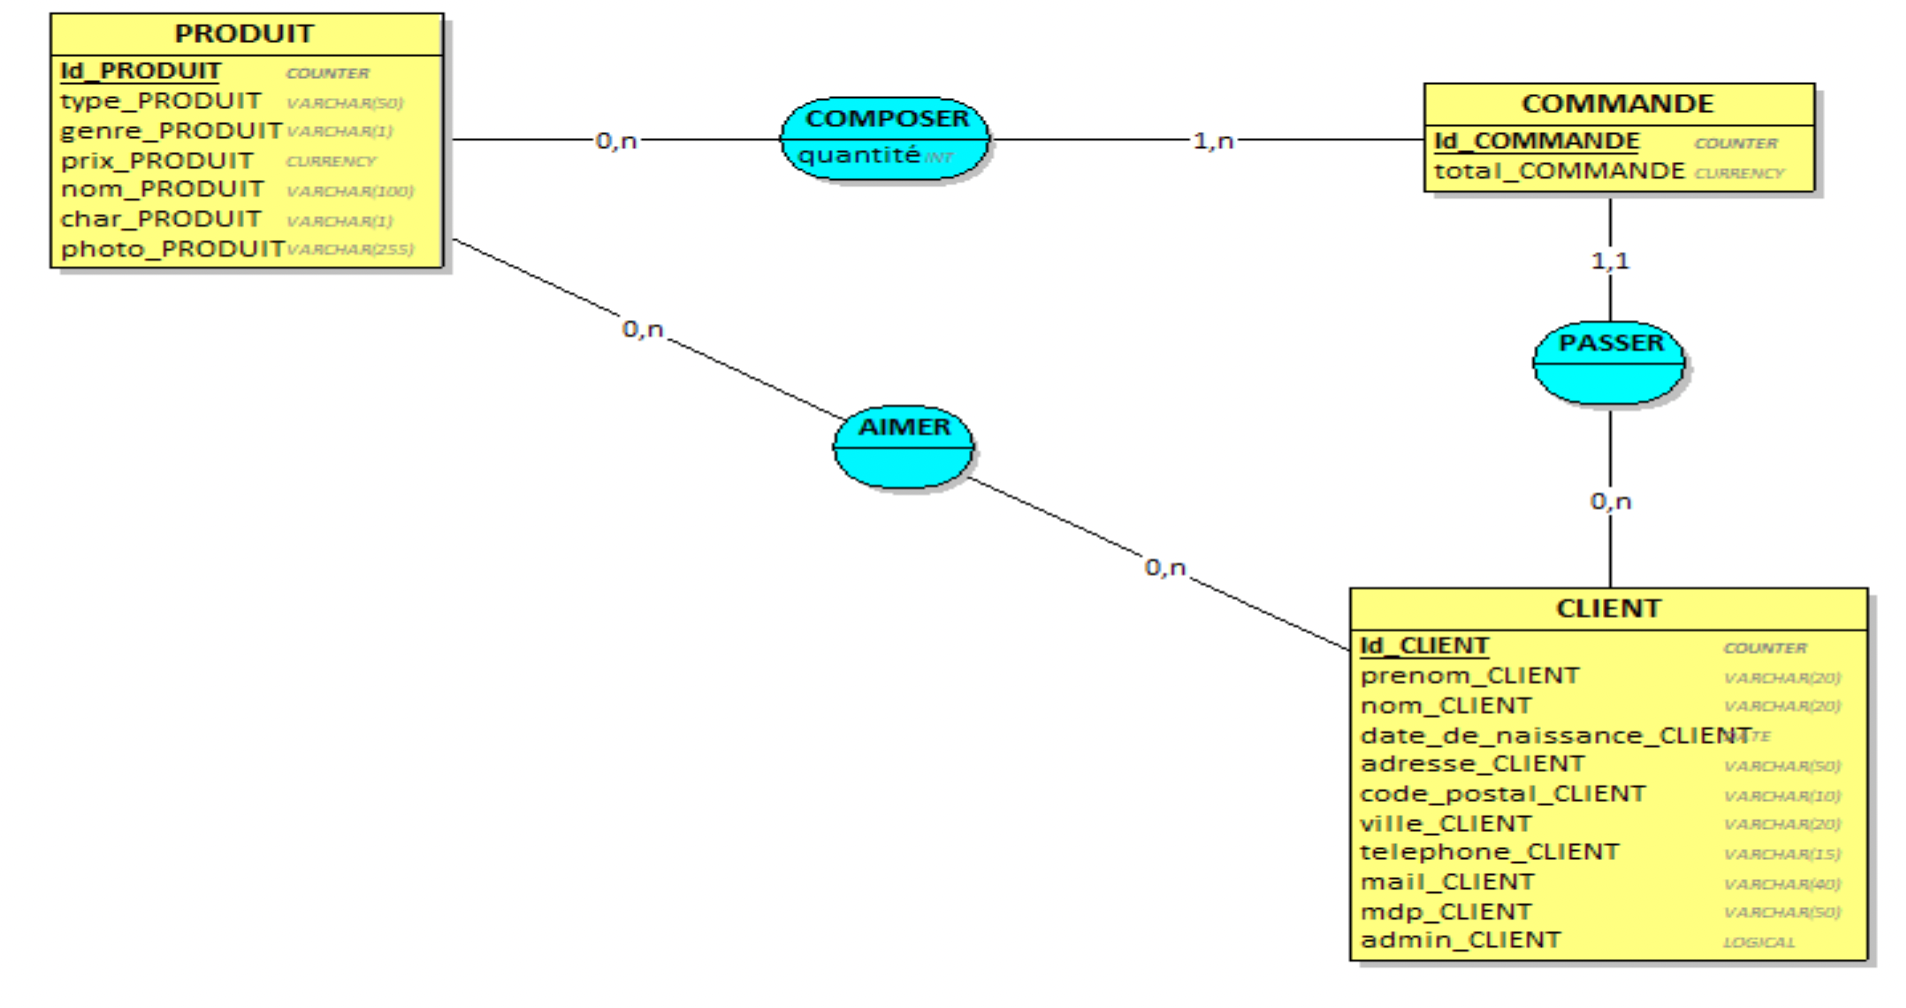 PRODUIT
Id_PRODUIT COUNTER
type_PRODUIT VARCHAR(50)
genre_PRODUIT VARCHAR(1)
prix_PRODUIT CURRENCY
nom_PRODUIT VARCHAR(100)
char_PRODUIT VARCHAR(1)
photo_PRODUIT VARCHAR(255)
0,n
COMPOSER
quantité INT
1,n
COMMANDE
Id_COMMANDE COUNTER
total_COMMANDE CURRENCY
1,1
PASSER
0,n
0,n
AIMER
0,n
CLIENT
Id_CLIENT COUNTER
prenom_CLIENT VARCHAR(20)
nom_CLIENT VARCHAR(20)
date_de_naissance_CLIENT DATE
adresse_CLIENT VARCHAR(50)
code_postal_CLIENT VARCHAR(10)
ville_CLIENT VARCHAR(20)
telephone_CLIENT VARCHAR(15)
mail_CLIENT VARCHAR(40)
mdp_CLIENT VARCHAR(50)
admin_CLIENT LOGICAL